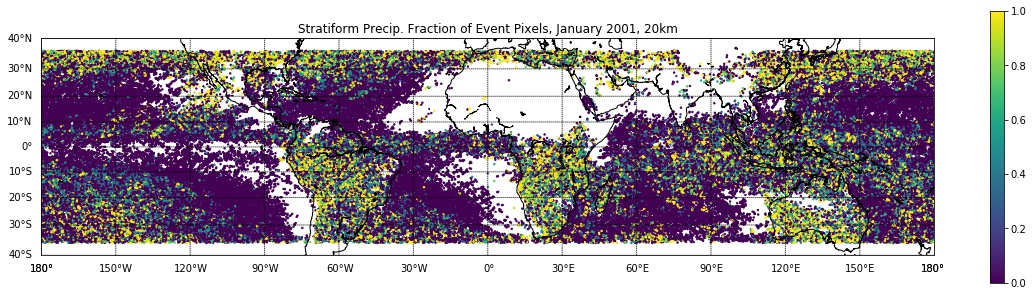 Stratiform Precip. Fraction of Event Pixels, January 2001, 20km
40°N
30°N
20°N
10°N
0°
10°S
20°S
30°S
40°S
180° 150°W 120°W 90°W 60°W 30°W 0° 30°E 60°E 90°E 120°E 150°E 180°
1.0
0.8
0.6
0.4
0.2
0.0